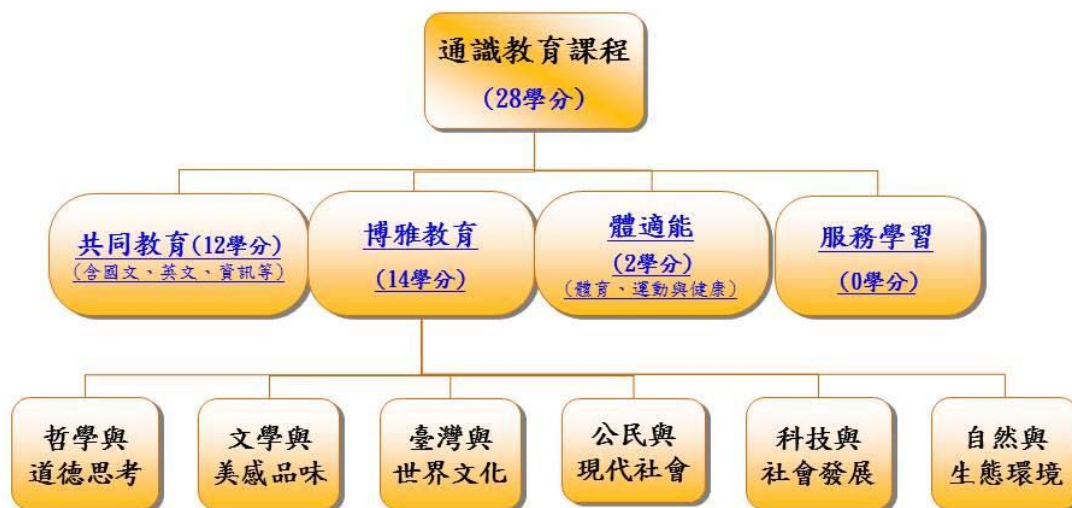 通識教育課程
(28學分)
共同教育(12學分)
(含國文、英文、資訊等)
博雅教育
(14學分)
體適能
(2學分)
(體育、運動與健康)
服務學習
(0學分)
哲學與
道德思考
文學與
美感品味
臺灣與
世界文化
公民與
現代社會
科技與
社會發展
自然與
生態環境